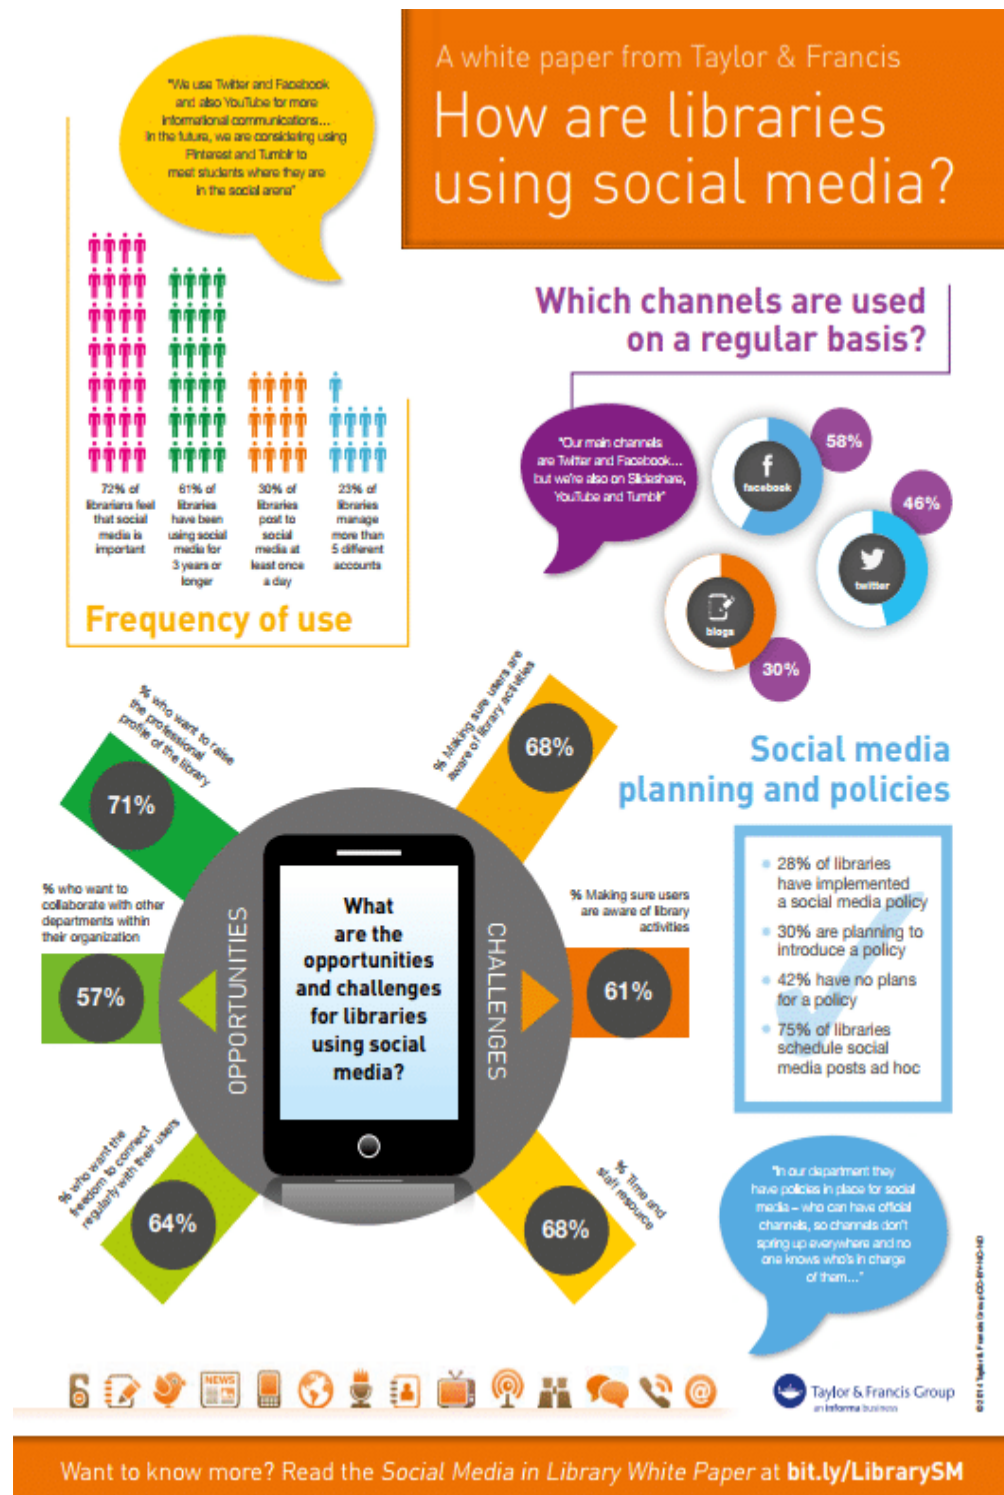 "We use Twitter and Facebook
and also YouTube for more
informational communications...
In the future, we are considering using
Pinterest and Tumblr to
meet students where they are
in the social arena"
A white paper from Taylor & Francis
How are libraries
using social media?
72% of
librarians feel
that social
media is
important
61% of
libraries
have been
using social
media for
3 years or
longer
30% of
libraries
post to
social
media at
least once
a day
23% of
libraries
manage
more than
5 different
accounts
Frequency of use
Which channels are used
on a regular basis?
"Our main channels
are Twitter and Facebook...
but we're also on Slideshare,
YouTube and Tumblr"
f
facebook
58%
twitter
46%
blogs
30%
% who want to raise
the professional
profile of the library
71%
% who want to
collaborate with other
departments within
their organization
57%
% who want the
freedom to connect
regularly with their users
64%
OPPORTUNITIES
What
are the
opportunities
and challenges
for libraries
using social
media?
CHALLENGES
% Making sure users are
aware of library activities
68%
% Making sure users
are aware of library
activities
61%
% Time and
staff resource
68%
Social media
planning and policies
28% of libraries
have implemented
a social media policy
30% are planning to
introduce a policy
42% have no plans
for a policy
75% of libraries
schedule social
media posts ad hoc
"In our department they
have policies in place for social
media – who can have official
channels, so channels don't
spring up everywhere and no
one knows who's in charge
of them..."
©2014 Taylor & Francis Group CC-BY-NC-ND
NEWS
@
Taylor & Francis Group
an informa business
Want to know more? Read the Social Media in Library White Paper at bit.ly/LibrarySM